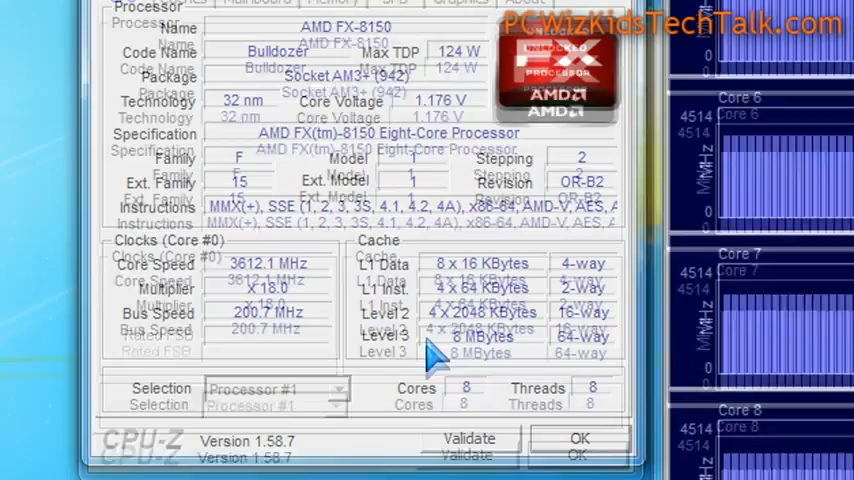 Processor
PCWizKidsTechTalk.com
Name AMD FX-8150
Code Name Bulldozer Max TDP 124 W
Package Socket AM3+ (942)
Technology 32 nm Core Voltage 1.176 V
Specification AMD FX(tm)-8150 Eight-Core Processor
Family F Model 1 Stepping 2
Ext. Family 15 Ext. Model 1 Revision OR-B2
Instructions MMX(+), SSE (1, 2, 3, 3S, 4.1, 4.2, 4A), x86-64, AMD-V, AES,
UNLOCKED
FX
PROCESSOR
AMD
Clocks (Core #0)
Core Speed 3612.1 MHz
Multiplier x 18.0
Bus Speed 200.7 MHz
Rated FSB
Cache
L1 Data 8 x 16 KBytes 4-way
L1 Inst. 4 x 64 KBytes 2-way
Level 2 4 x 2048 KBytes 16-way
Level 3 8 MBytes 64-way
Selection Processor #1 Cores 8 Threads 8
CPU-Z Version 1.58.7 Validate OK
0
Core 6
4514
MHz
0
Core 7
4514
MHz
0
Core 8
4514